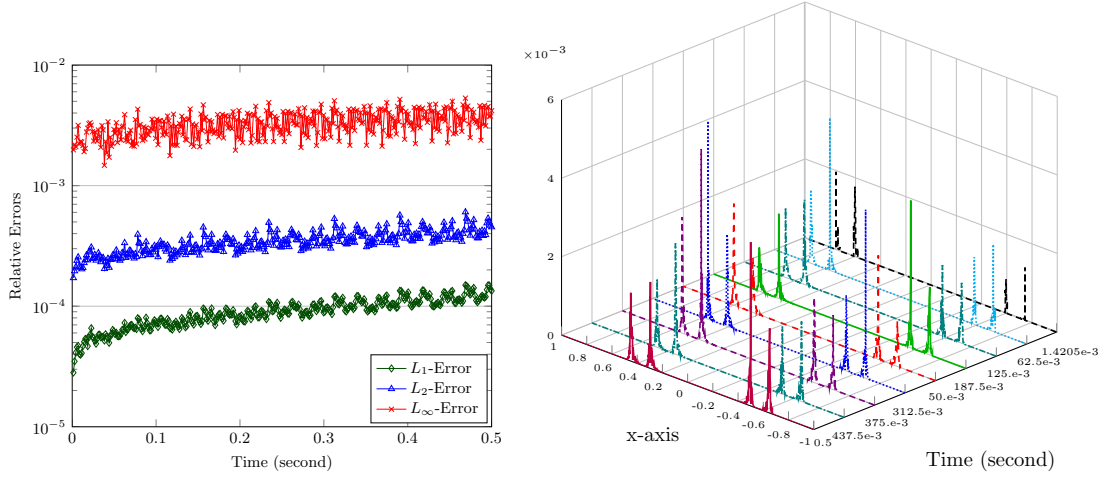 10⁻²
10⁻³
10⁻⁴
10⁻⁵
Relative Errors
0
0.1
0.2
0.3
0.4
0.5
Time (second)
L₁-Error
L₂-Error
L∞-Error
×10⁻³
6
4
2
0
1
0.8
0.6
0.4
0.2
0
-0.2
-0.4
-0.6
-0.8
-1
x-axis
0.5
437.5e-3
375.e-3
312.5e-3
50.e-3
187.5e-3
125.e-3
62.5e-3
1.4205e-3
Time (second)